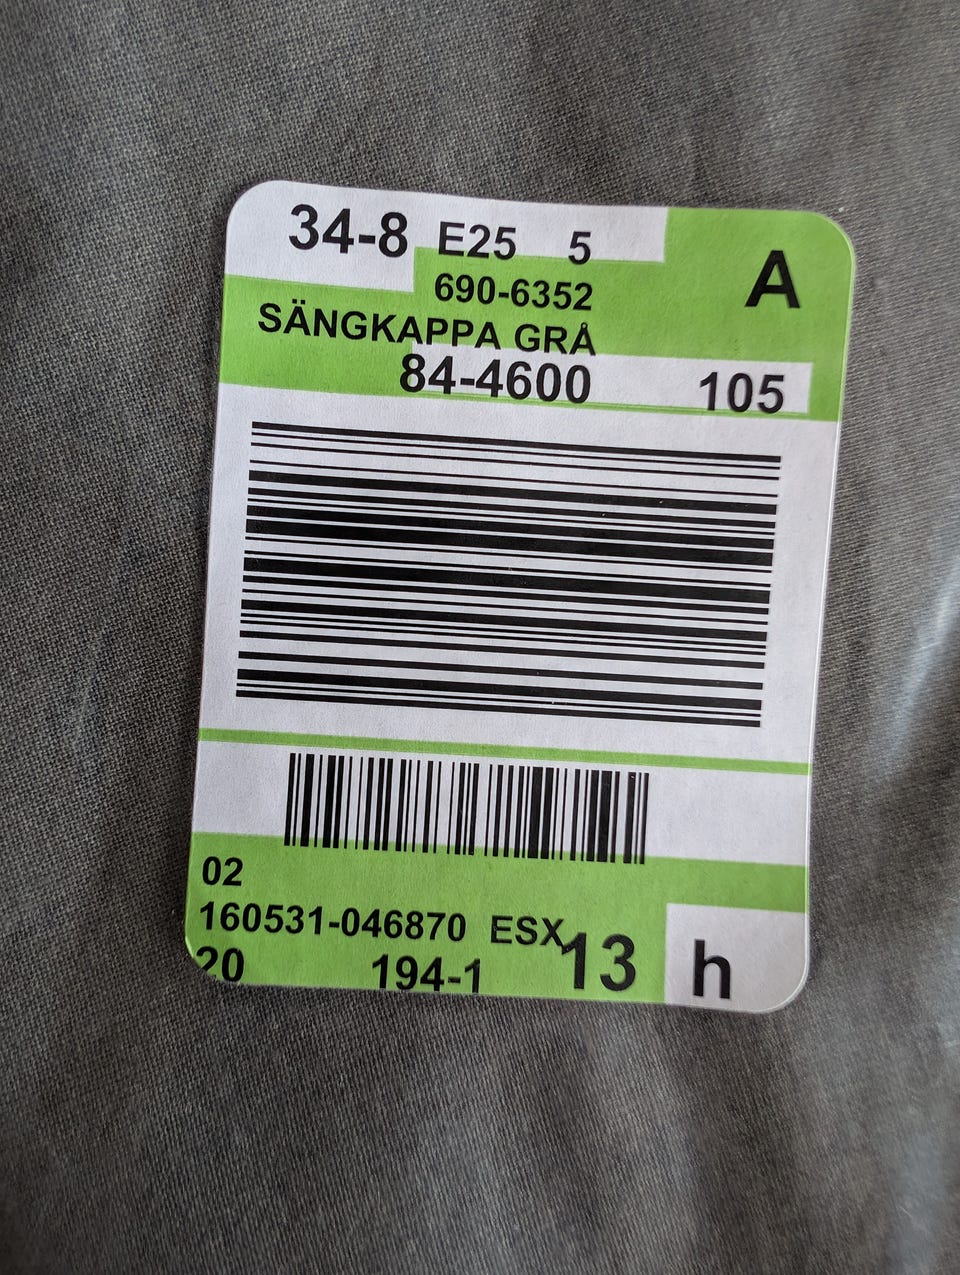 34-8 E25 5
A
690-6352
SÄNGKAPPA GRÅ
84-4600 105
02
160531-046870 ESX
20 194-1 13 h